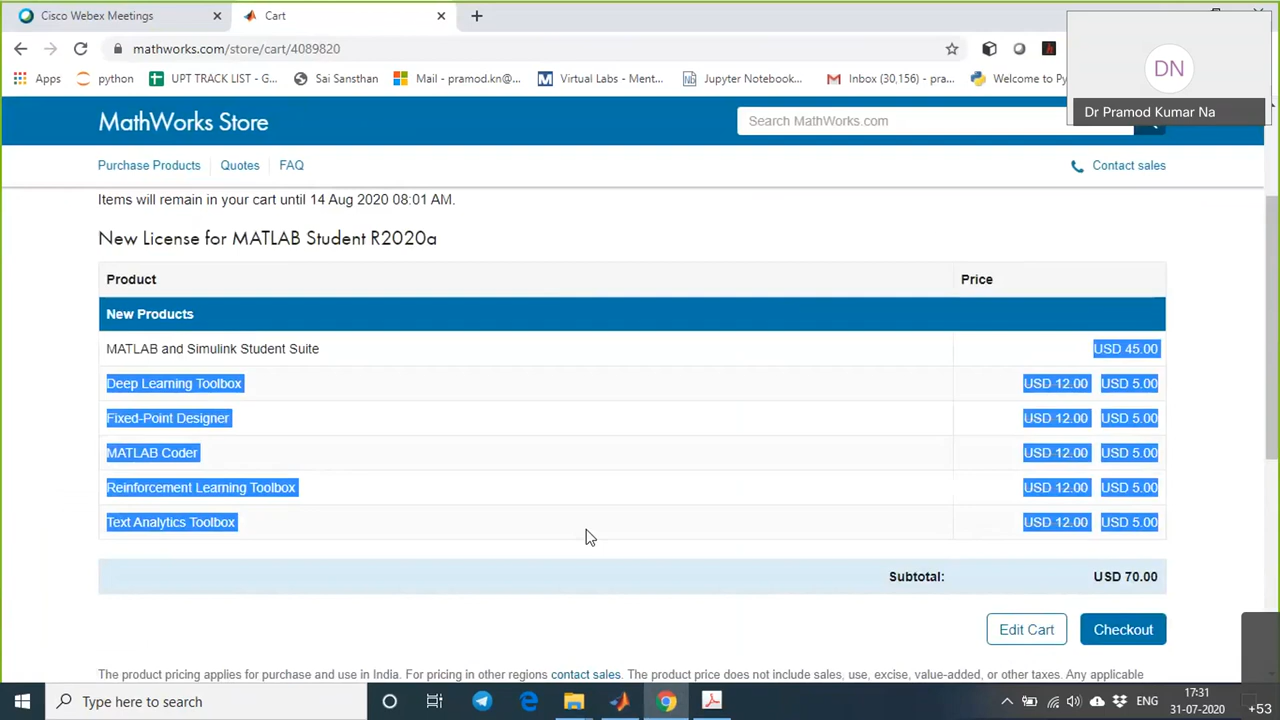 Cisco Webex Meetings
Cart
mathworks.com/store/cart/4089820
Apps
python
UPT TRACK LIST - G...
Sai Sansthan
Mail - pramod.kn@...
Virtual Labs - Ment...
Jupyter Notebook...
Inbox (30,156) - pra...
Welcome to Py
DN
Dr Pramod Kumar Na
MathWorks Store
Search MathWorks.com
Purchase Products
Quotes
FAQ
Contact sales
Items will remain in your cart until 14 Aug 2020 08:01 AM.
New License for MATLAB Student R2020a
Product Price
New Products
MATLAB and Simulink Student Suite USD 45.00
Deep Learning Toolbox USD 12.00 USD 5.00
Fixed-Point Designer USD 12.00 USD 5.00
MATLAB Coder USD 12.00 USD 5.00
Reinforcement Learning Toolbox USD 12.00 USD 5.00
Text Analytics Toolbox USD 12.00 USD 5.00
Subtotal: USD 70.00
Edit Cart
Checkout
The product pricing applies for purchase and use in India. For pricing in other regions contact sales. The product price does not include sales, use, excise, value-added, or other taxes. Any applicable
Type here to search
ENG
17:31
31-07-2020
+53